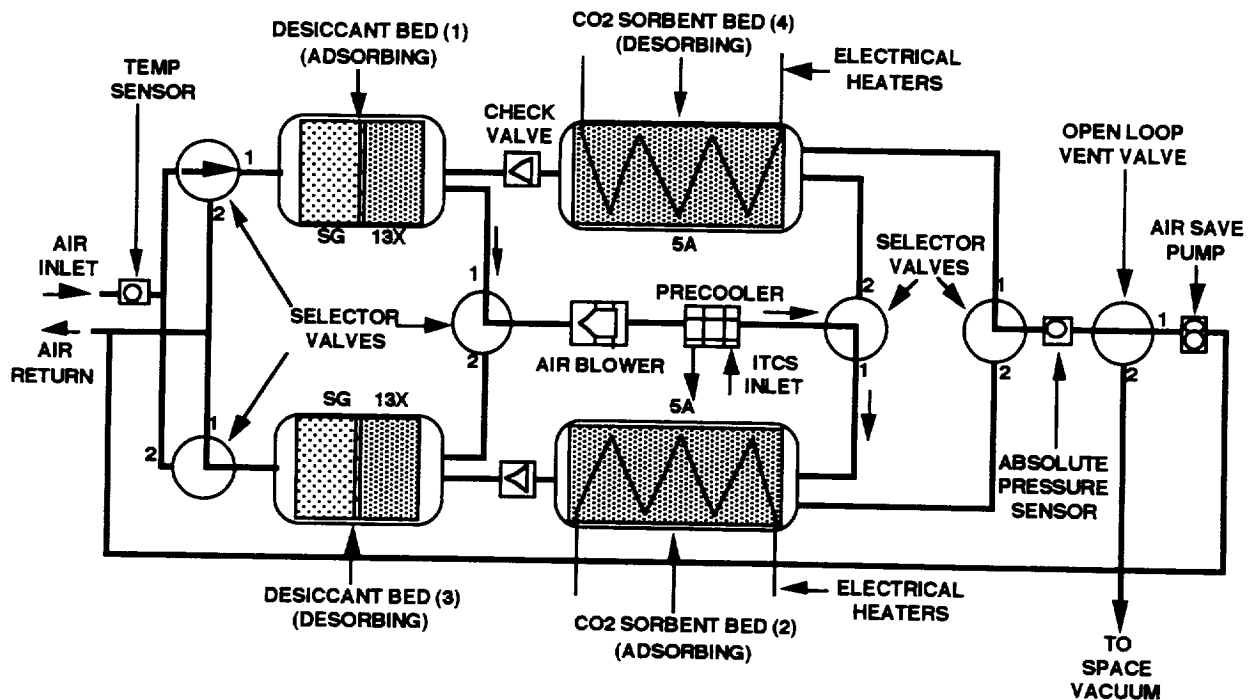 DESICCANT BED (1)
(ADSORBING)
CO2 SORBENT BED (4)
(DESORBING)
ELECTRICAL
HEATERS
TEMP
SENSOR
CHECK
VALVE
OPEN LOOP
VENT VALVE
1
2
SG 13X
5A
AIR
INLET
SELECTOR
VALVES
AIR SAVE
PUMP
1
2
1
PRECOOLER
SELECTOR
VALVES
1
2
AIR
RETURN
2
AIR BLOWER
ITCS
INLET
1
2
SG 13X
5A
1
2
ABSOLUTE
PRESSURE
SENSOR
DESICCANT BED (3)
(DESORBING)
CO2 SORBENT BED (2)
(ADSORBING)
ELECTRICAL
HEATERS
TO
SPACE
VACUUM